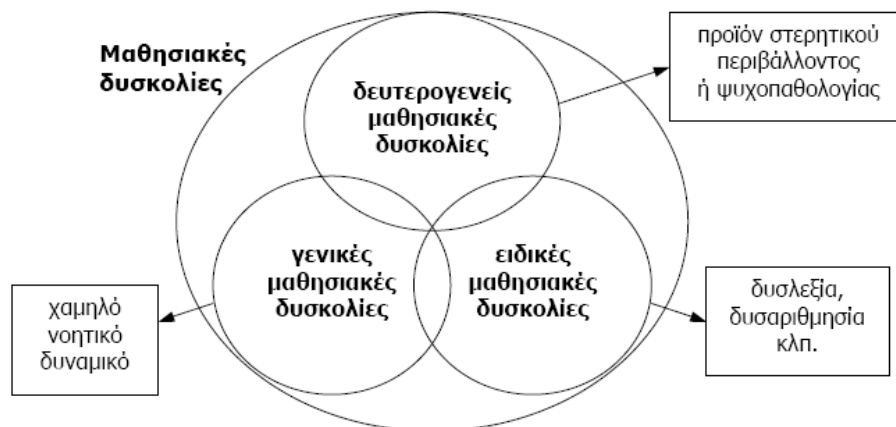 Μαθησιακές
δυσκολίες
δευτερογενείς
μαθησιακές
δυσκολίες
προϊόν στερητικού
περιβάλλοντος
ή ψυχοπαθολογίας
γενικές
μαθησιακές
δυσκολίες
ειδικές
μαθησιακές
δυσκολίες
χαμηλό
νοητικό
δυναμικό
δυσλεξία,
δυσαριθμησία
κλπ.